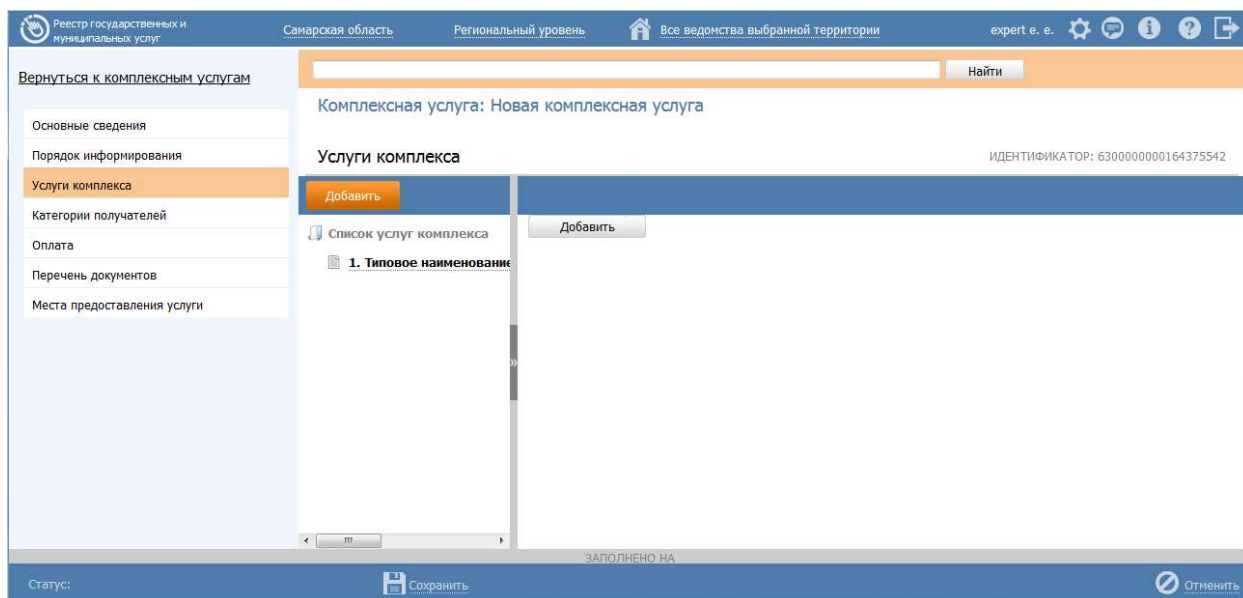 Реестр государственных и
муниципальных услуг
Самарская область
Региональный уровень
Все ведомства выбранной территории
expert e. e.
Вернуться к комплексным услугам
Найти
Основные сведения
Порядок информирования
Услуги комплекса
Категории получателей
Оплата
Перечень документов
Места предоставления услуги
Комплексная услуга: Новая комплексная услуга
Услуги комплекса
ИДЕНТИФИКАТОР: 6300000000164375542
Добавить
Список услуг комплекса
1. Типовое наименование
Добавить
ЗАПОЛНЕНО НА
Статус:
Сохранить
Отменить